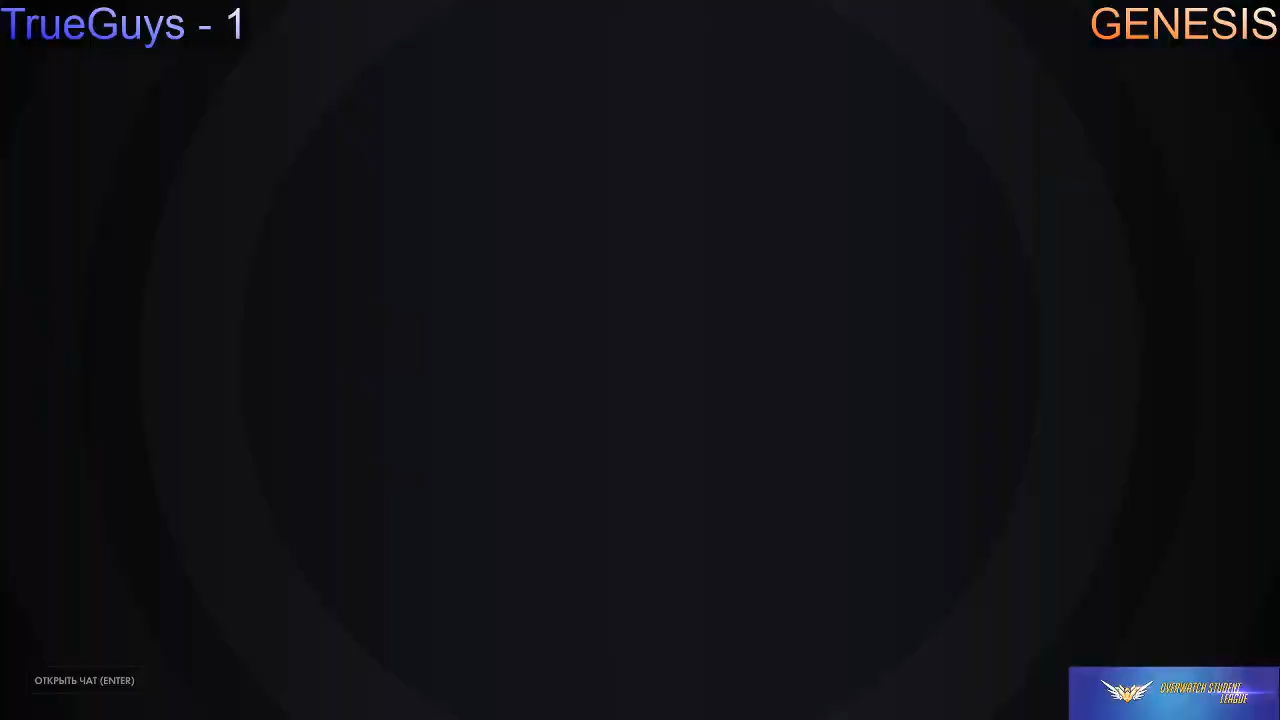 TrueGuys - 1
GENESIS
ОТКРЫТЬ ЧАТ (ENTER)
OVERWATCH STUDENT
LEAGUE